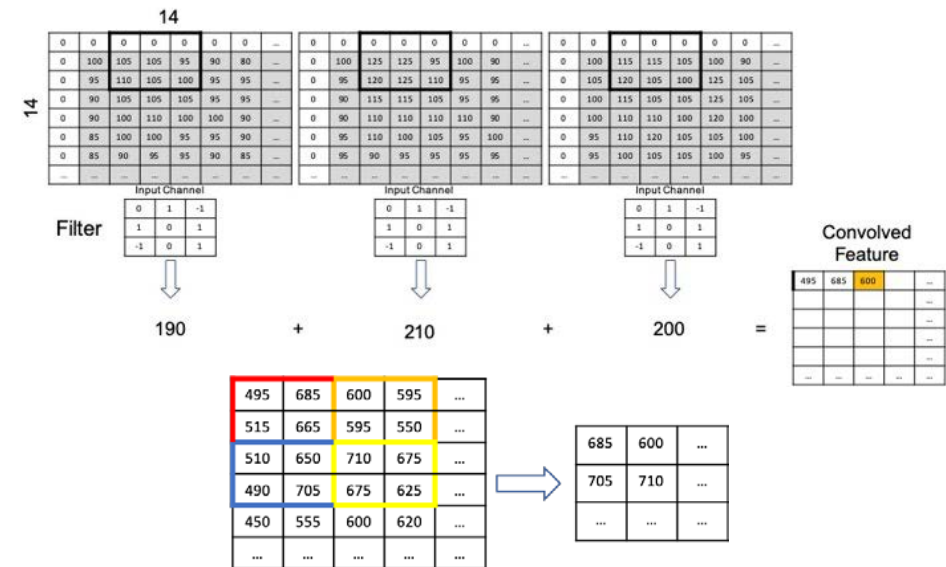 14
14
0 0 0 0 0 0 ...
0 100 105 105 95 90 80 ...
0 95 110 105 100 95 95 ...
0 90 105 105 105 95 95 ...
0 90 100 110 100 100 90 ...
0 85 100 100 95 95 90 ...
0 85 90 95 95 90 85 ...
... ... ... ... ... ... ...
Input Channel
0 0 0 0 0 0 ...
0 100 125 125 95 100 90 ...
0 95 120 125 110 95 95 ...
0 90 115 115 105 95 95 ...
0 90 110 110 110 110 90 ...
0 95 110 100 105 95 100 ...
0 95 90 95 95 95 95 ...
... ... ... ... ... ... ...
Input Channel
0 0 0 0 0 0 ...
0 100 115 115 105 100 90 ...
0 105 120 105 100 125 105 ...
0 100 115 105 105 125 105 ...
0 100 110 110 100 120 100 ...
0 95 110 120 105 105 100 ...
0 95 100 105 105 100 95 ...
... ... ... ... ... ... ...
Input Channel
Filter
0 1 -1
1 0 1
-1 0 1
0 1 -1
1 0 1
-1 0 1
0 1 -1
1 0 1
-1 0 1
Convolved
Feature
495 685 600 ...
...
...
...
...
... ... ... ... ...
190 + 210 + 200 =
495 685 600 595 ...
515 665 595 550 ...
510 650 710 675 ...
490 705 675 625 ...
450 555 600 620 ...
... ... ... ... ...
685 600 ...
705 710 ...
... ... ...